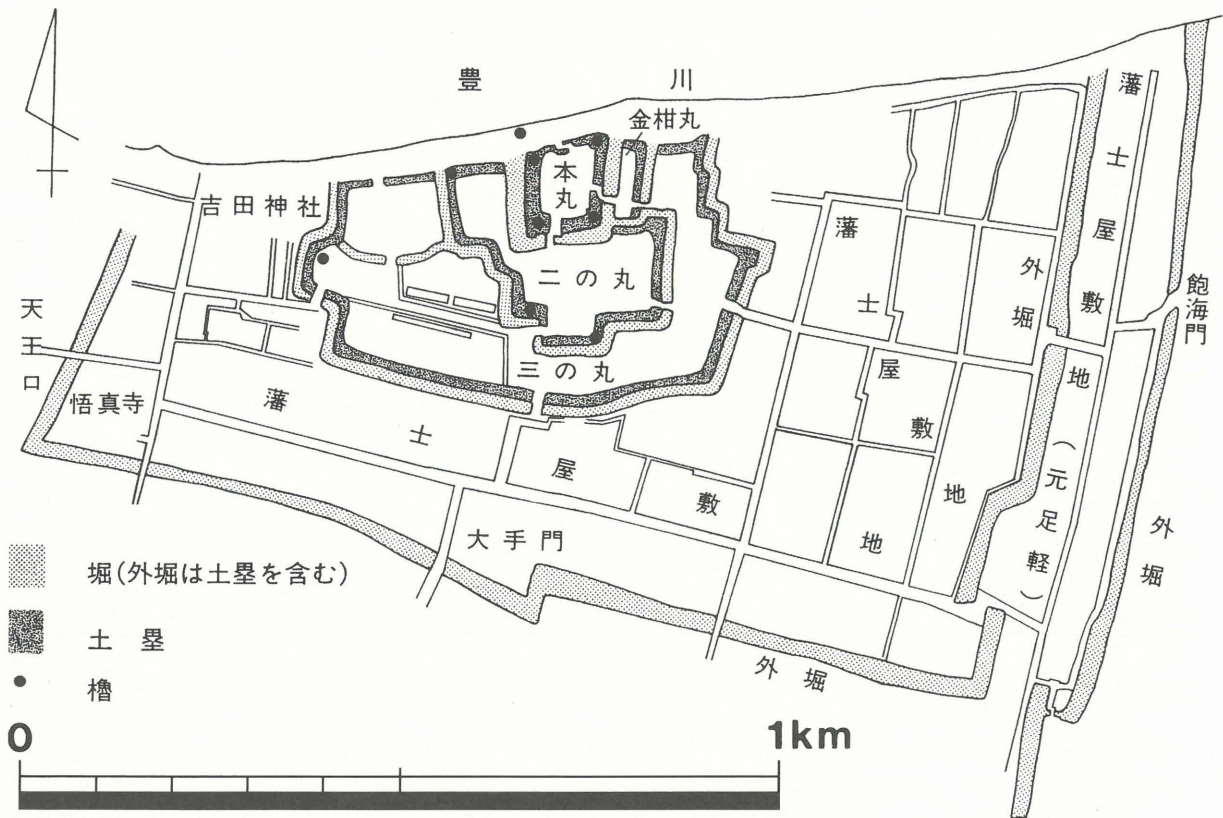 豊川
金柑丸
本丸
吉田神社
二の丸
三の丸
天王口
悟真寺
藩士屋敷地
藩士屋敷地
外堀
藩士屋敷地(元足軽)
飽海門
地
大手門
外堀
外堀
堀(外堀は土塁を含む)
土塁
櫓
0
1km